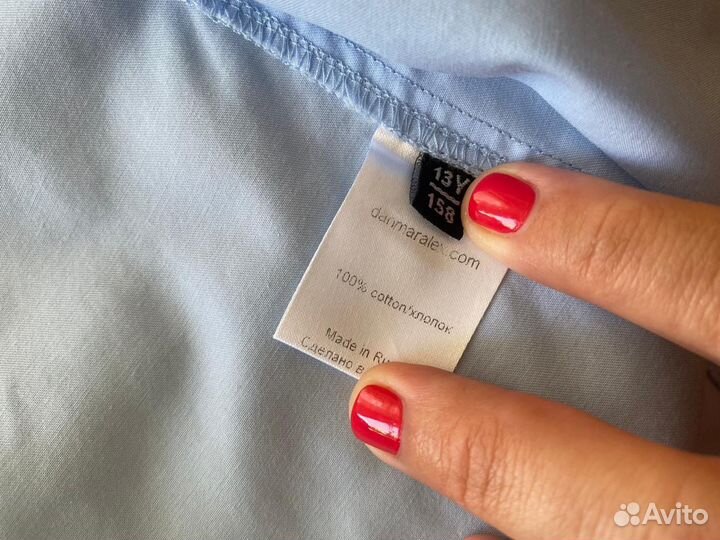 13Y
158
danmaralex.com
100% cotton/хлопок
Made in Ru
Сделано в
Avito